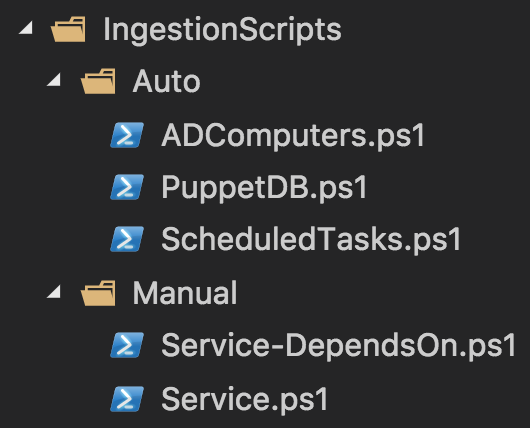 IngestionScripts
Auto
ADComputers.ps1
PuppetDB.ps1
ScheduledTasks.ps1
Manual
Service-DependsOn.ps1
Service.ps1